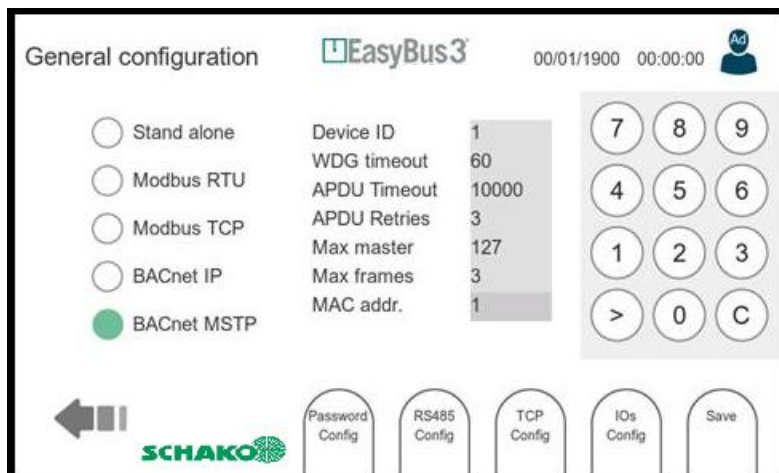 General configuration
EasyBus3
00/01/1900 00:00:00
Ad
Stand alone
Modbus RTU
Modbus TCP
BACnet IP
BACnet MSTP
Device ID 1
WDG timeout 60
APDU Timeout 10000
APDU Retries 3
Max master 127
Max frames 3
MAC addr. 1
7 8 9
4 5 6
1 2 3
> 0 C
SCHAKO
Password
Config
RS485
Config
TCP
Config
IOs
Config
Save